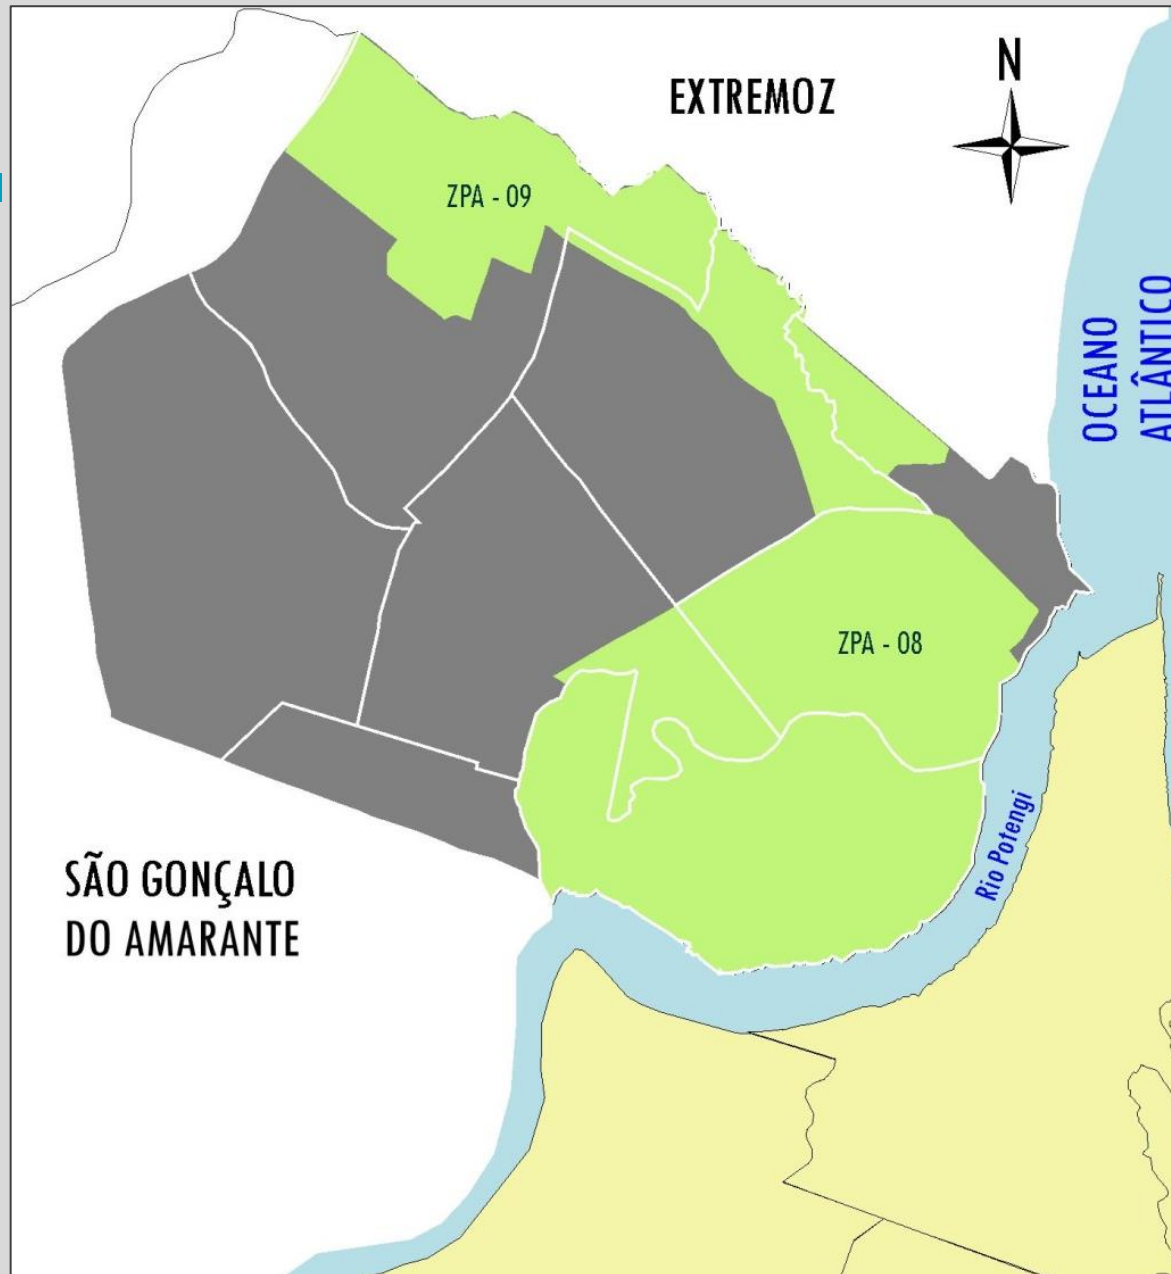 N
EXTREMOZ
ZPA - 09
OCEANO
ATLÂNTICO
ZPA - 08
Rio Potengi
SÃO GONÇALO
DO AMARANTE